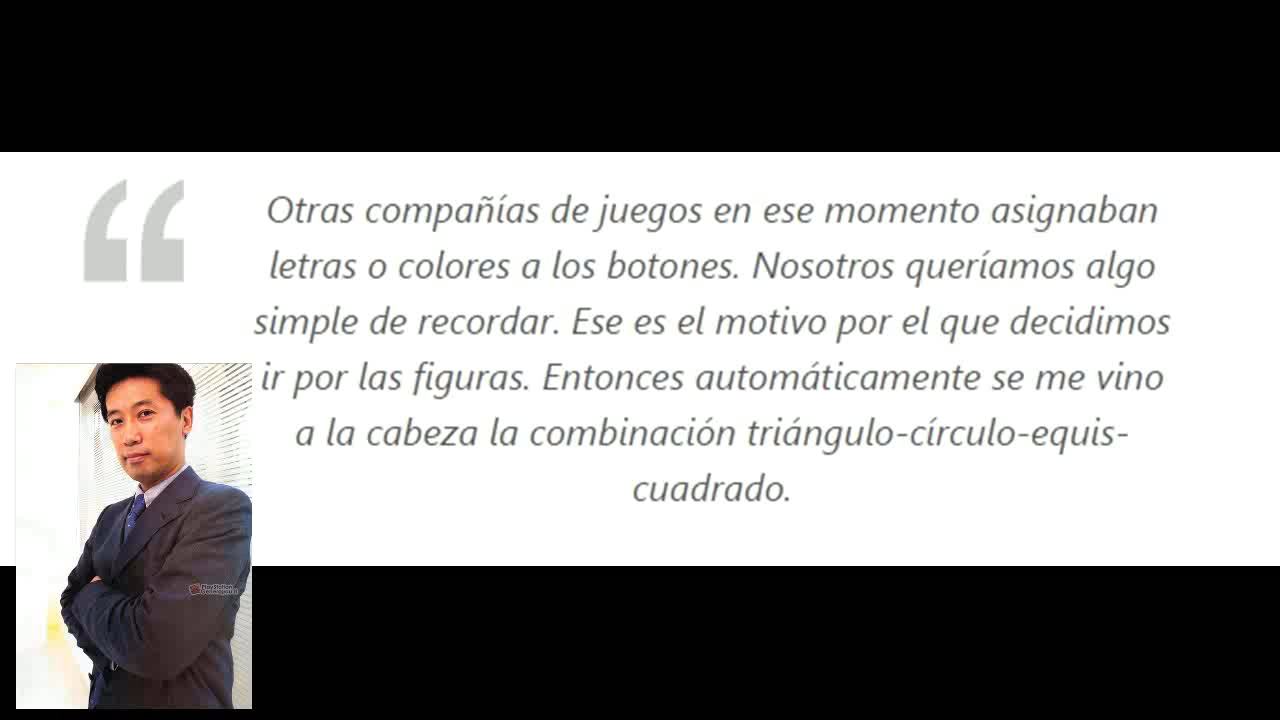 Otras compañías de juegos en ese momento asignaban
letras o colores a los botones. Nosotros queríamos algo
simple de recordar. Ese es el motivo por el que decidimos
ir por las figuras. Entonces automáticamente se me vino
a la cabeza la combinación triángulo-círculo-equis-
cuadrado.